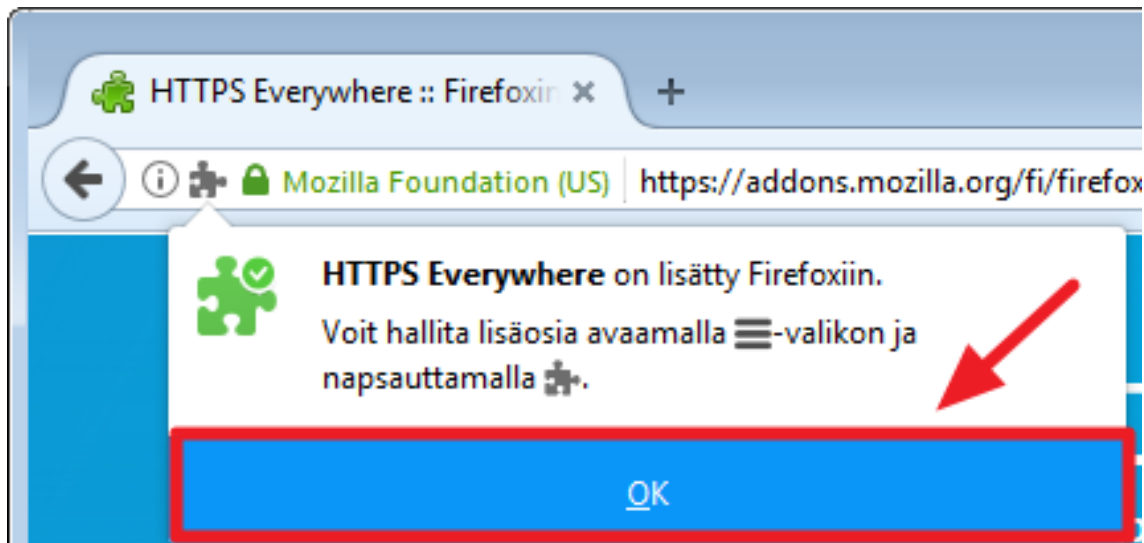 HTTPS Everywhere :: Firefoxin
Mozilla Foundation (US) https://addons.mozilla.org/fi/firefox
HTTPS Everywhere on lisätty Firefoxiin.
Voit hallita lisäosia avaamalla -valikon ja
napsauttamalla .
OK